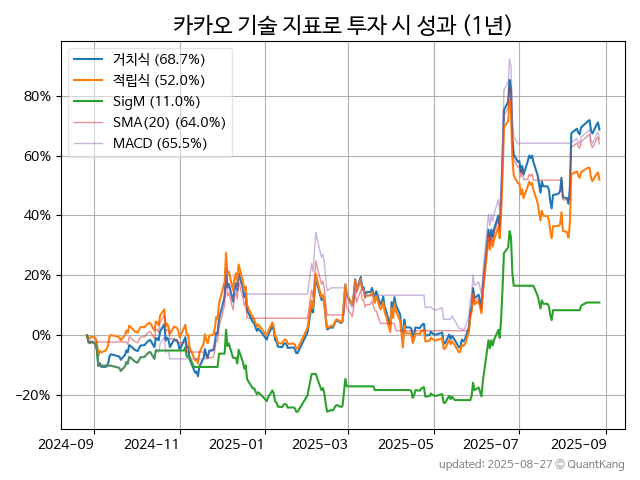 카카오 기술 지표로 투자 시 성과 (1년)
거치식 (68.7%)
적립식 (52.0%)
SigM (11.0%)
SMA(20) (64.0%)
MACD (65.5%)
80%
60%
40%
20%
0%
−20%
2024-09 2024-11 2025-01 2025-03 2025-05 2025-07 2025-09
updated: 2025-08-27 © QuantKang